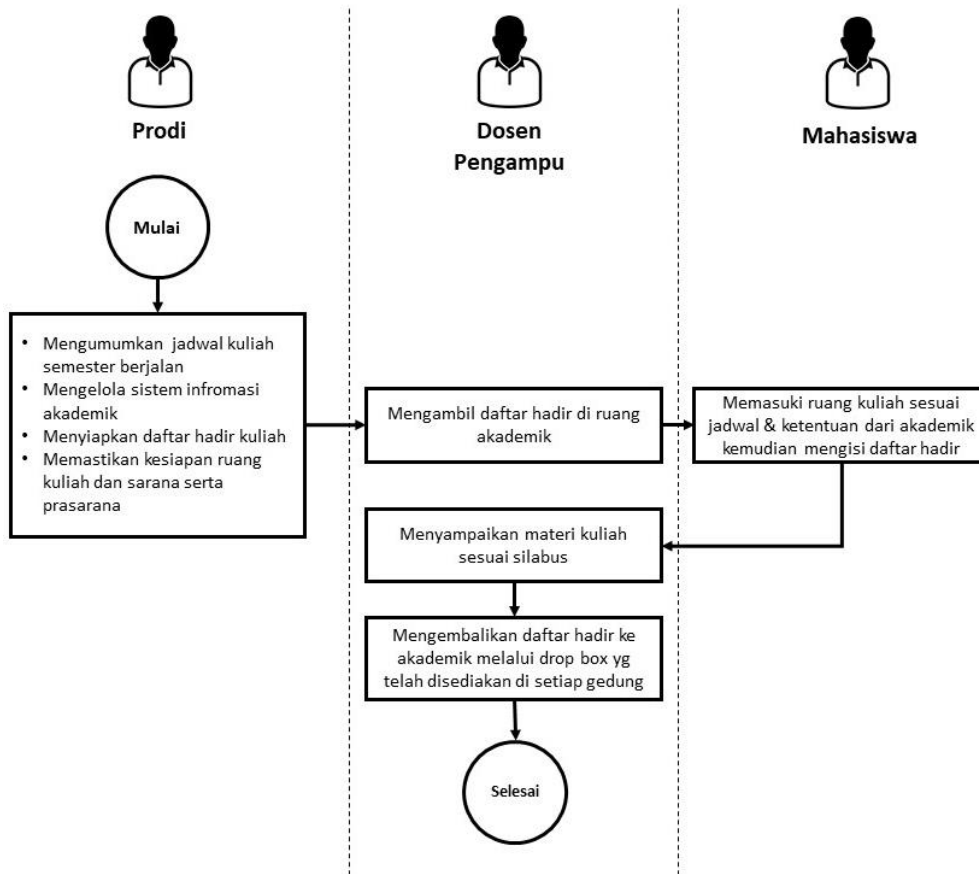 Prodi
Dosen
Pengampu
Mahasiswa
Mulai
• Mengumumkan jadwal kuliah
semester berjalan
• Mengelola sistem infromasi
akademik
• Menyiapkan daftar hadir kuliah
• Memastikan kesiapan ruang
kuliah dan sarana serta
prasarana
Mengambil daftar hadir di ruang
akademik
Memasuki ruang kuliah sesuai
jadwal & ketentuan dari akademik
kemudian mengisi daftar hadir
Menyampaikan materi kuliah
sesuai silabus
Mengembalikan daftar hadir ke
akademik melalui drop box yg
telah disediakan di setiap gedung
Selesai